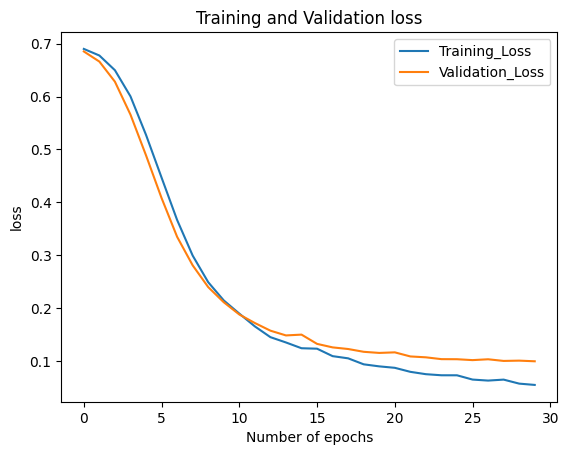 Training and Validation loss
Training_Loss
Validation_Loss
loss
0.7
0.6
0.5
0.4
0.3
0.2
0.1
0 5 10 15 20 25 30
Number of epochs